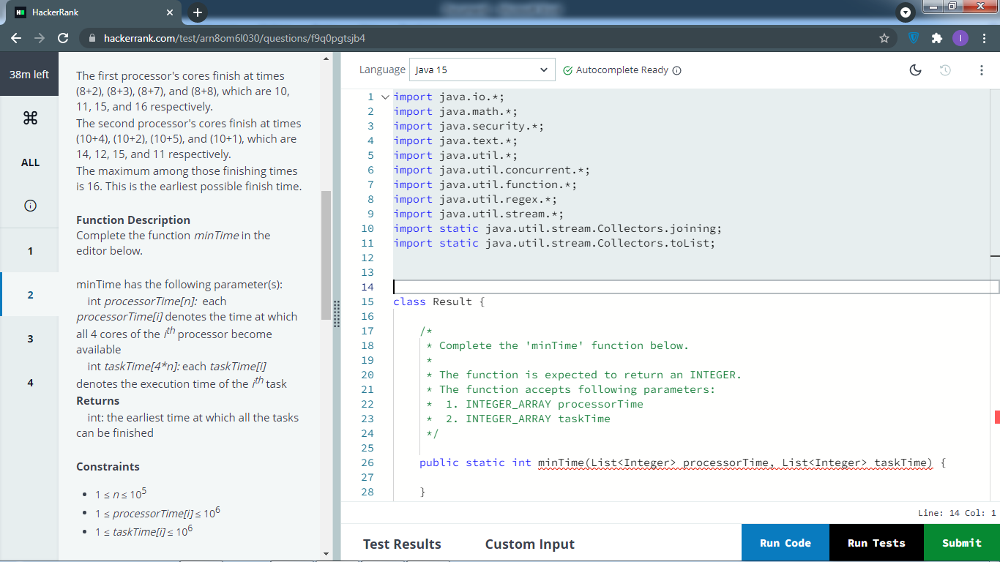 HackerRank
hackerrank.com/test/arn8om6l030/questions/f9q0pgtsjb4
I
38m left
ALL
1
2
3
4
The first processor's cores finish at times
(8+2), (8+3), (8+7), and (8+8), which are 10,
11, 15, and 16 respectively.
The second processor's cores finish at times
(10+4), (10+2), (10+5), and (10+1), which are
14, 12, 15, and 11 respectively.
The maximum among those finishing times
is 16. This is the earliest possible finish time.
Function Description
Complete the function minTime in the
editor below.
minTime has the following parameter(s):
int processorTime[n]: each
processorTime[i] denotes the time at which
all 4 cores of the ith processor become
available
int taskTime[4*n]: each taskTime[i]
denotes the execution time of the ith task
Returns
int: the earliest time at which all the tasks
can be finished
Constraints
• 1 ≤ n ≤ 10^5
• 1 ≤ processorTime[i] ≤ 10^6
• 1 ≤ taskTime[i] ≤ 10^6
Language Java 15 Autocomplete Ready
1 import java.io.*;
2 import java.math.*;
3 import java.security.*;
4 import java.text.*;
5 import java.util.*;
6 import java.util.concurrent.*;
7 import java.util.function.*;
8 import java.util.regex.*;
9 import java.util.stream.*;
10 import static java.util.stream.Collectors.joining;
11 import static java.util.stream.Collectors.toList;
12
13
14
15 class Result {
16
17 /*
18 * Complete the 'minTime' function below.
19 *
20 * The function is expected to return an INTEGER.
21 * The function accepts following parameters:
22 * 1. INTEGER_ARRAY processorTime
23 * 2. INTEGER_ARRAY taskTime
24 */
25
26 public static int minTime(List<Integer> processorTime, List<Integer> taskTime) {
27
28 }
Line: 14 Col: 1
Test Results Custom Input Run Code Run Tests Submit